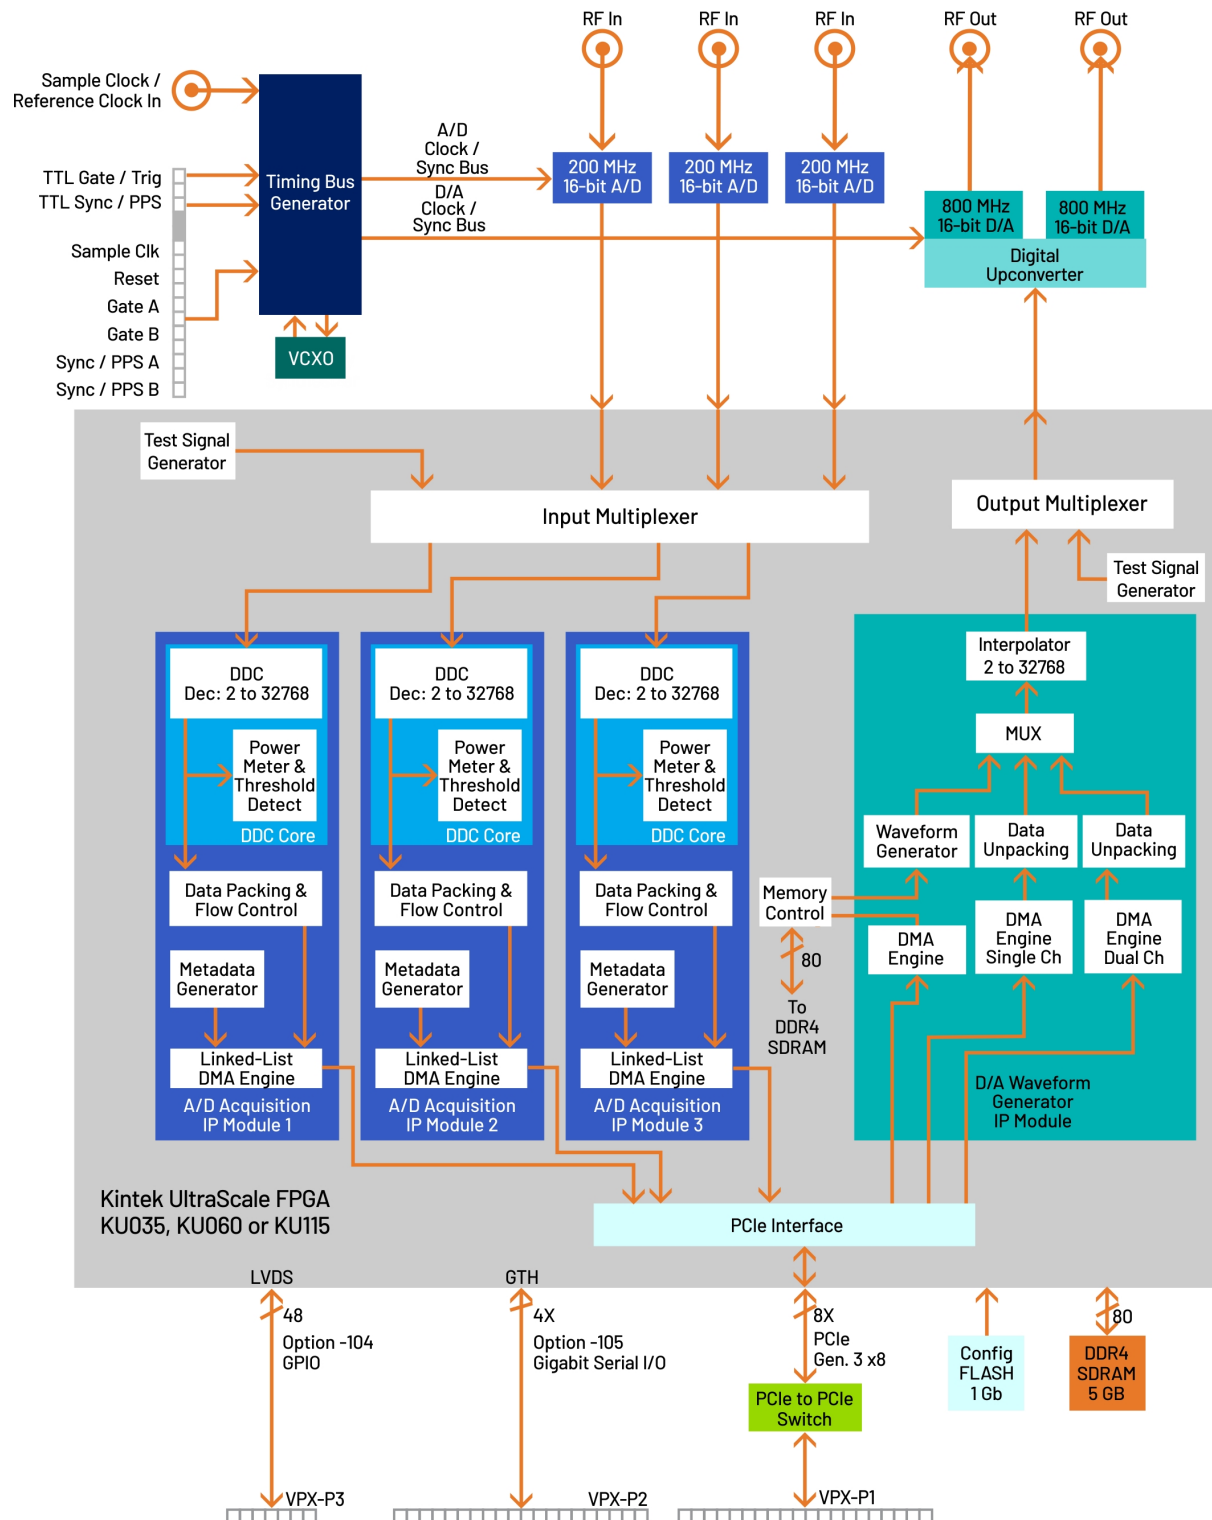 RF In
RF In
RF In
RF Out
RF Out
Sample Clock /
Reference Clock In
TTL Gate / Trig
TTL Sync / PPS
Sample Clk
Reset
Gate A
Gate B
Sync / PPS A
Sync / PPS B
Timing Bus
Generator
VCXO
A/D
Clock /
Sync Bus
D/A
Clock /
Sync Bus
200 MHz
16-bit A/D
200 MHz
16-bit A/D
200 MHz
16-bit A/D
800 MHz
16-bit D/A
800 MHz
16-bit D/A
Digital
Upconverter
Test Signal
Generator
Input Multiplexer
Output Multiplexer
Test Signal
Generator
DDC
Dec: 2 to 32768
Power
Meter &
Threshold
Detect
DDC Core
Data Packing &
Flow Control
Metadata
Generator
Linked-List
DMA Engine
A/D Acquisition
IP Module 1
DDC
Dec: 2 to 32768
Power
Meter &
Threshold
Detect
DDC Core
Data Packing &
Flow Control
Metadata
Generator
Linked-List
DMA Engine
A/D Acquisition
IP Module 2
DDC
Dec: 2 to 32768
Power
Meter &
Threshold
Detect
DDC Core
Data Packing &
Flow Control
Metadata
Generator
Linked-List
DMA Engine
A/D Acquisition
IP Module 3
Memory
Control
80
To
DDR4
SDRAM
Interpolator
2 to 32768
MUX
Waveform
Generator
Data
Unpacking
Data
Unpacking
DMA
Engine
DMA
Engine
Single Ch
DMA
Engine
Dual Ch
D/A Waveform
Generator
IP Module
Kintek UltraScale FPGA
KU035, KU060 or KU115
PCIe Interface
LVDS
48
Option -104
GPIO
VPX-P3
GTH
4X
Option -105
Gigabit Serial I/O
VPX-P2
8X
PCIe
Gen. 3 x8
PCIe to PCIe
Switch
VPX-P1
Config
FLASH
1 Gb
80
DDR4
SDRAM
5 GB